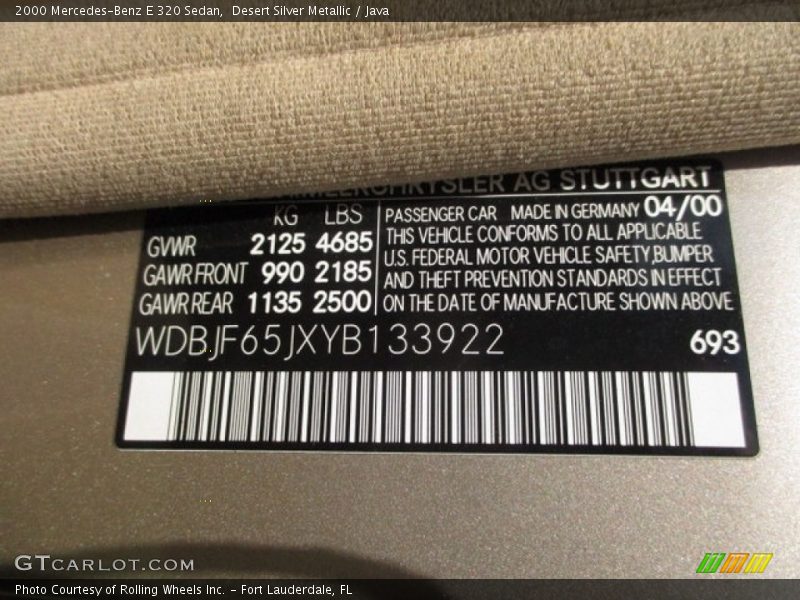 2000 Mercedes-Benz E 320 Sedan,  Desert Silver Metallic / Java
AG STUTTGART
KG LBS
GVWR 2125 4685
GAWR FRONT 990 2185
GAWR REAR 1135 2500
PASSENGER CAR MADE IN GERMANY 04/00
THIS VEHICLE CONFORMS TO ALL APPLICABLE
U.S. FEDERAL MOTOR VEHICLE SAFETY,BUMPER
AND THEFT PREVENTION STANDARDS IN EFFECT
ON THE DATE OF MANUFACTURE SHOWN ABOVE
WDBJF65JXYB133922 693
GTCARLOT.COM
Photo Courtesy of Rolling Wheels Inc. - Fort Lauderdale, FL